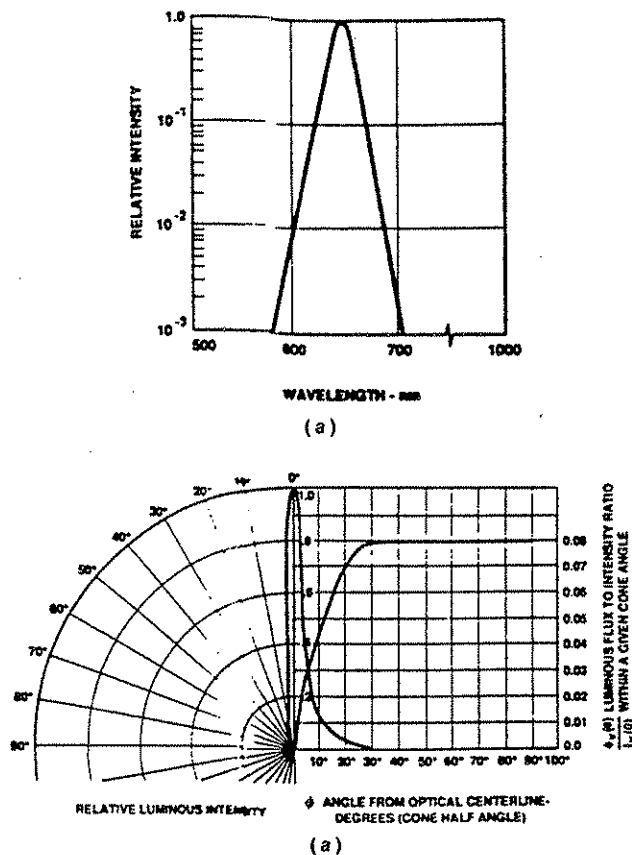 1.0
10⁻¹
10⁻²
10⁻³
RELATIVE INTENSITY
500 600 700 1000
WAVELENGTH - nm
(a)
0°
10°
20°
30°
40°
50°
60°
70°
80°
90°
1.0
.8
.6
.4
.2
10° 20° 30° 40° 50° 60° 70° 80° 90° 100°
0.08
0.07
0.06
0.05
0.04
0.03
0.02
0.01
0.0
LUMINOUS FLUX TO INTENSITY RATIO
WITHIN A GIVEN CONE ANGLE
RELATIVE LUMINOUS INTENSITY
ϕ ANGLE FROM OPTICAL CENTERLINE-
DEGREES (CONE HALF ANGLE)
(a)